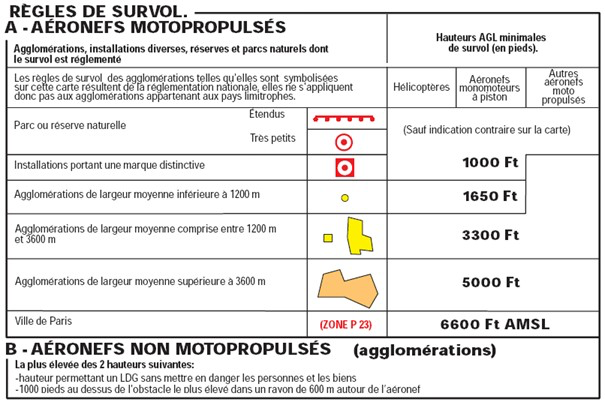 RÈGLES DE SURVOL.
A - AÉRONEFS MOTOPROPULSÉS
Agglomérations, installations diverses, réserves et parcs naturels dont
le survol est réglementé
Hauteurs AGL minimales
de survol (en pieds).
Les règles de survol des agglomérations telles qu'elles sont symbolisées
sur cette carte résultent de la réglementation nationale, elles ne s'appliquent
donc pas aux agglomérations appartenant aux pays limitrophes.
Hélicoptères
Aéronefs
monomoteurs
à piston
Autres
aéronefs
moto
propulsés
Parc ou réserve naturelle
Étendus
Très petits
(Sauf indication contraire sur la carte)
Installations portant une marque distinctive
1000 Ft
Agglomérations de largeur moyenne inférieure à 1200 m
1650 Ft
Agglomérations de largeur moyenne comprise entre 1200 m
et 3600 m
3300 Ft
Agglomérations de largeur moyenne supérieure à 3600 m
5000 Ft
Ville de Paris
(ZONE P 23)
6600 Ft AMSL
B - AÉRONEFS NON MOTOPROPULSÉS (agglomérations)
La plus élevée des 2 hauteurs suivantes:
-hauteur permettant un LDG sans mettre en danger les personnes et les biens
-1000 pieds au dessus de l'obstacle le plus élevé dans un rayon de 600 m autour de l'aéronef